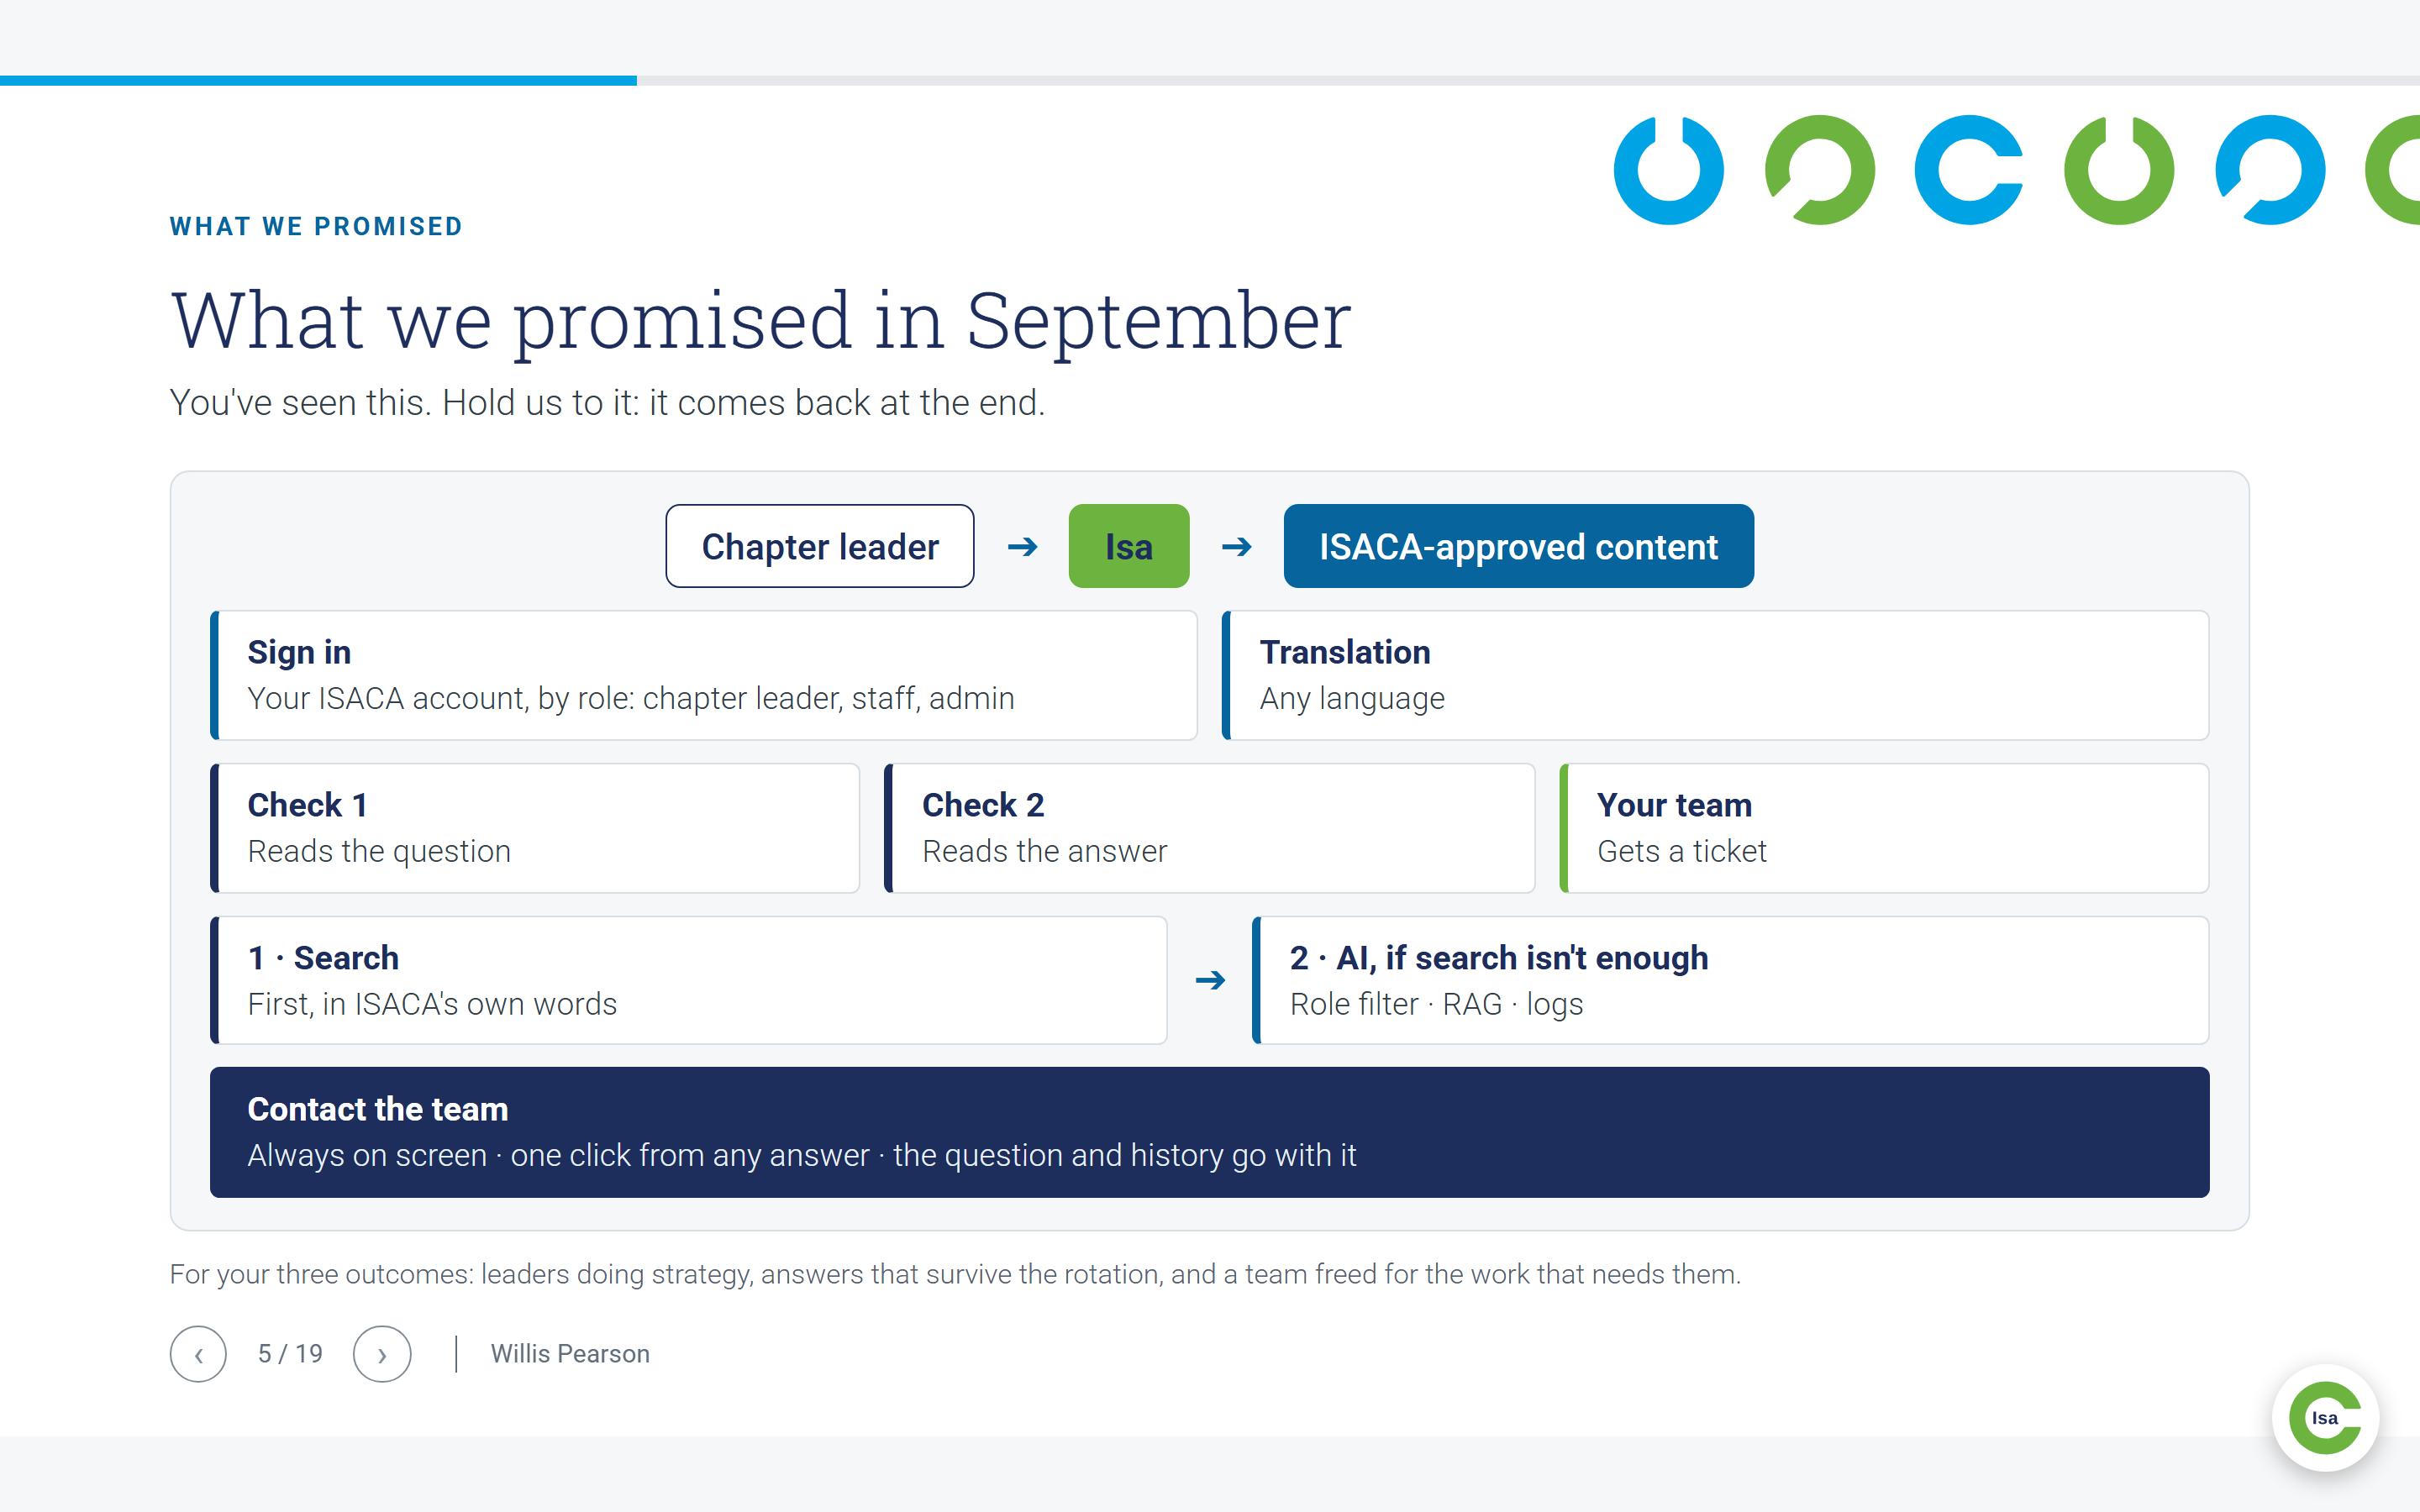 WHAT WE PROMISED
What we promised in September
You've seen this. Hold us to it: it comes back at the end.
Chapter leader → Isa → ISACA-approved content
Sign in
Your ISACA account, by role: chapter leader, staff, admin
Translation
Any language
Check 1
Reads the question
Check 2
Reads the answer
Your team
Gets a ticket
1 · Search
First, in ISACA's own words
→
2 · AI, if search isn't enough
Role filter · RAG · logs
Contact the team
Always on screen · one click from any answer · the question and history go with it
For your three outcomes: leaders doing strategy, answers that survive the rotation, and a team freed for the work that needs them.
‹ 5 / 19 › | Willis Pearson
Isa